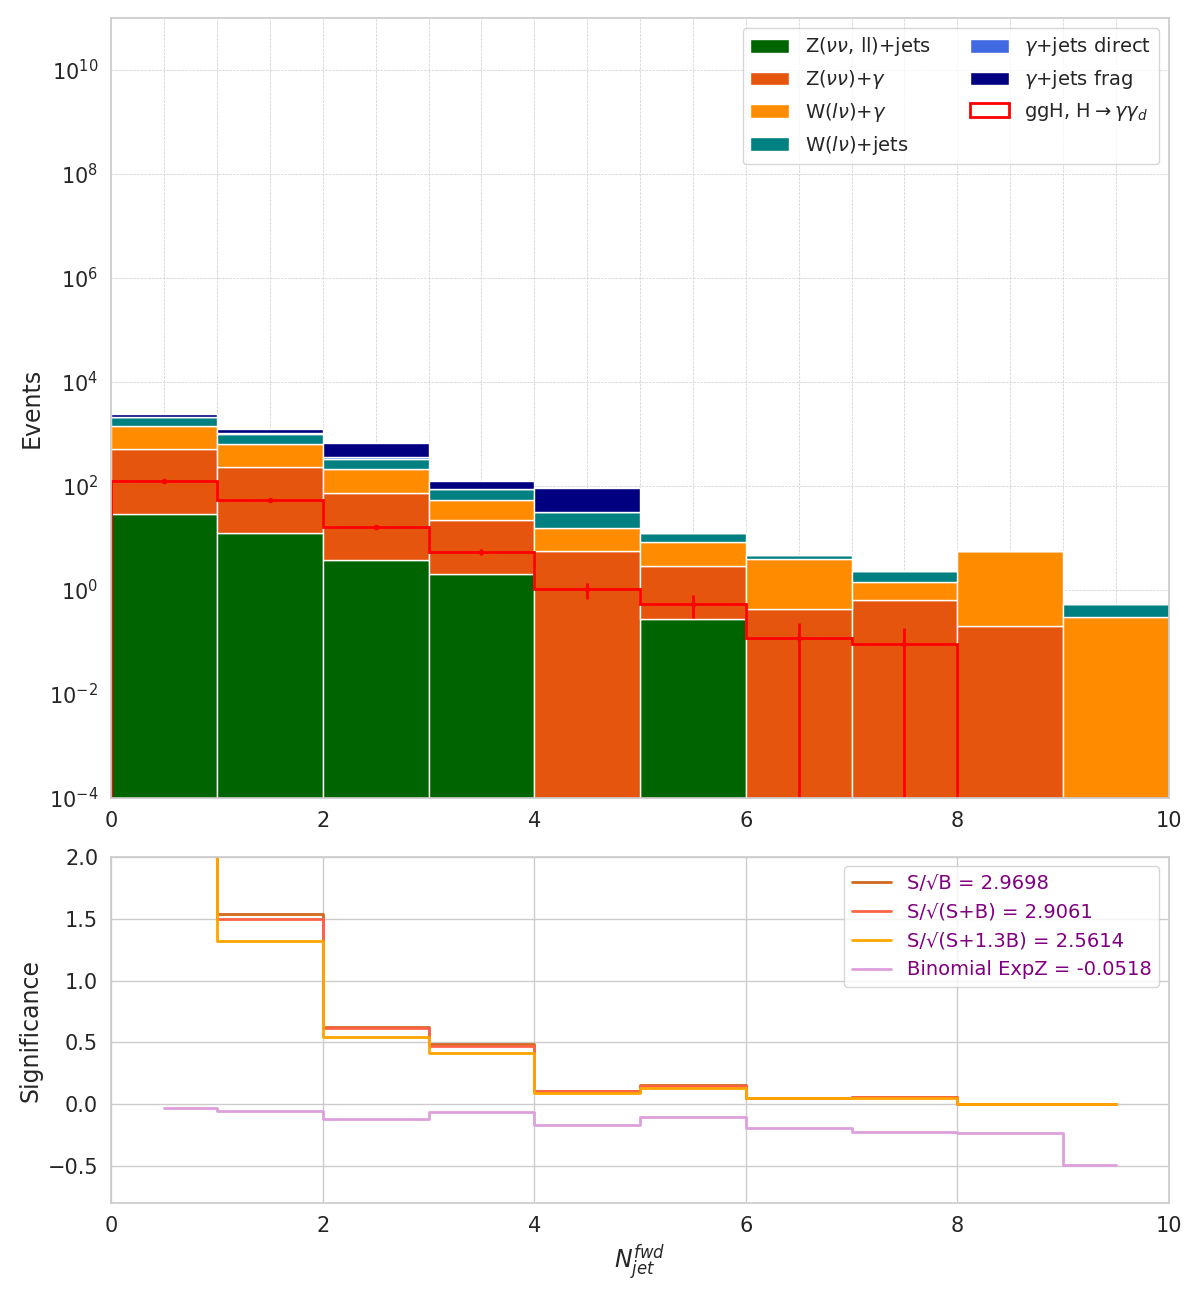 Z(νν, ll)+jets
Z(νν)+γ
W(lν)+γ
W(lν)+jets
γ+jets direct
γ+jets frag
ggH, H→γγ_d
10^10
10^8
10^6
10^4
10^2
10^0
10^−2
10^−4
Events
0 2 4 6 8 10
S/√B = 2.9698
S/√(S+B) = 2.9061
S/√(S+1.3B) = 2.5614
Binomial ExpZ = -0.0518
2.0
1.5
1.0
0.5
0.0
−0.5
Significance
0 2 4 6 8 10
N_jet^fwd